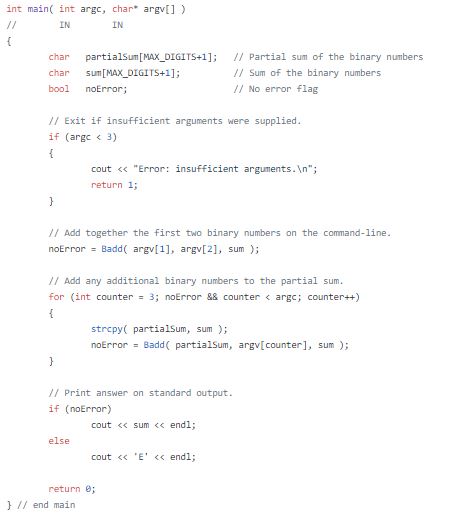 int main( int argc, char* argv[] )
//        IN        IN
{
        char   partialSum[MAX_DIGITS+1];   // Partial sum of the binary numbers
        char   sum[MAX_DIGITS+1];          // Sum of the binary numbers
        bool   noError;                    // No error flag

        // Exit if insufficient arguments were supplied.
        if (argc < 3)
        {
                cout << "Error: insufficient arguments.\n";
                return 1;
        }

        // Add together the first two binary numbers on the command-line.
        noError = Badd( argv[1], argv[2], sum );

        // Add any additional binary numbers to the partial sum.
        for (int counter = 3; noError && counter < argc; counter++)
        {
                strcpy( partialSum, sum );
                noError = Badd( partialSum, argv[counter], sum );
        }

        // Print answer on standard output.
        if (noError)
                cout << sum << endl;
        else
                cout << 'E' << endl;

        return 0;
} // end main